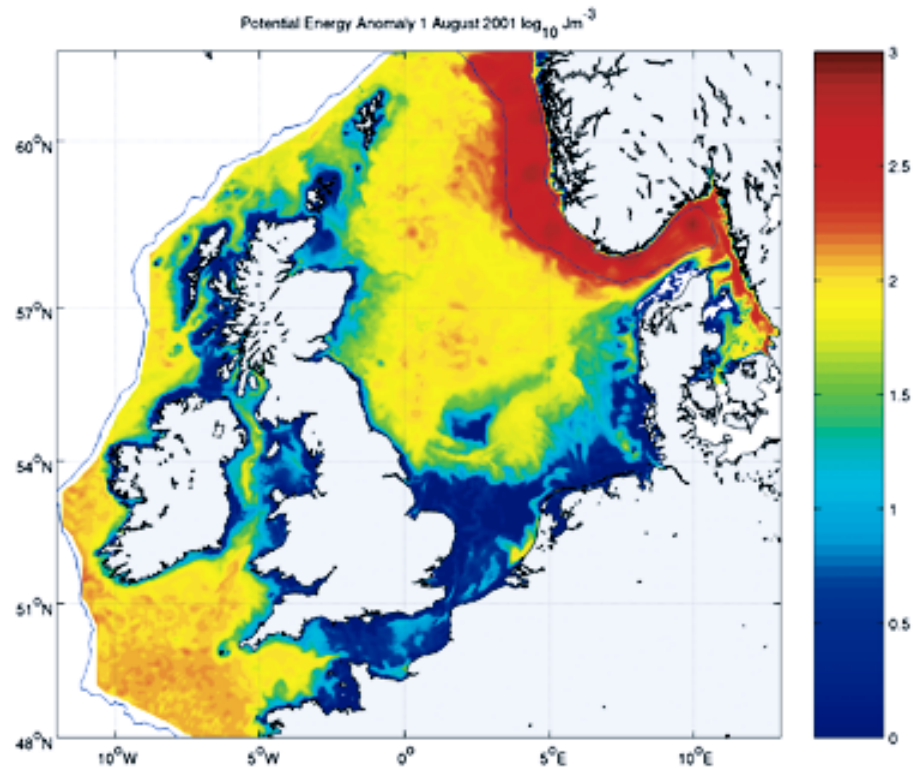 Potential Energy Anomaly 1 August 2001 log10 Jm-3
3
60°N
2.5
57°N
2
1.5
54°N
1
51°N
0.5
48°N
0
10°W 5°W 0° 5°E 10°E